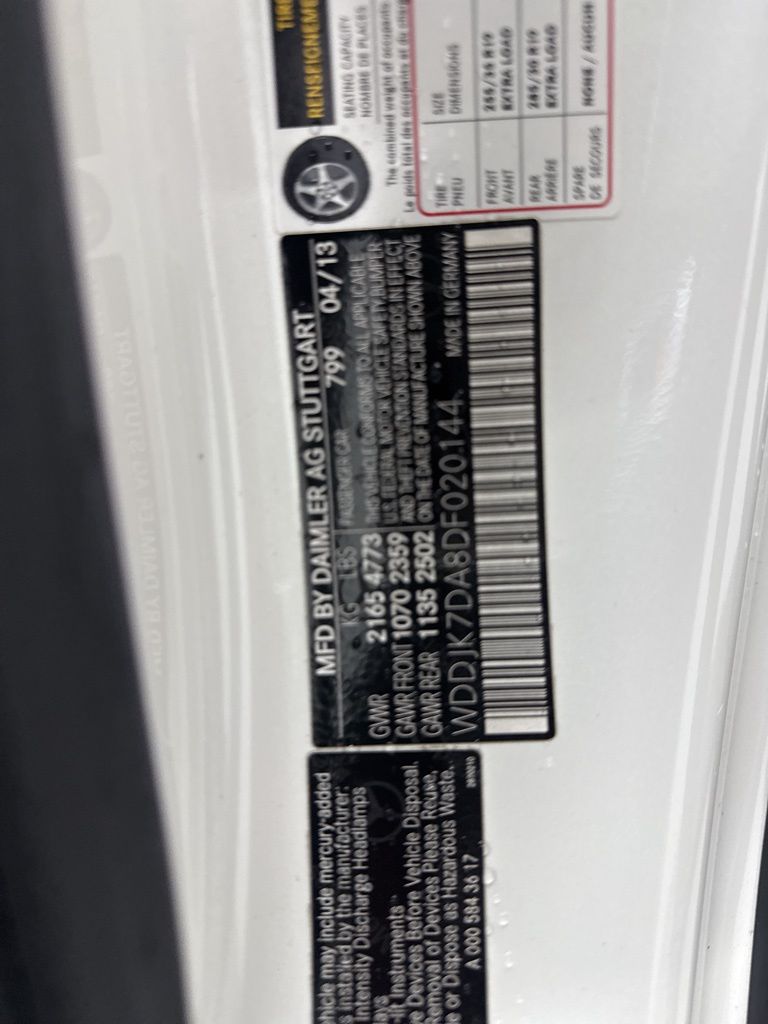 TIRE
RENSEIGNEME
SEATING CAPACITY
NOMBRE DE PLACES
The combined weight of occupants
Le poids total des occupants et du charg
TIRE SIZE
PNEU DIMENSIONS
FRONT 255/35 R19
AVANT EXTRA LOAD
REAR 285/30 R19
ARRIERE EXTRA LOAD
SPARE NONE / AUCUN
DE SECOURS
MFD BY DAIMLER AG STUTTGART
KG LBS PASSENGER CAR 799 04/13
GVWR 2165 4773 THIS VEHICLE CONFORMS TO ALL APPLICABLE
GAWR FRONT 1070 2359 U.S. FEDERAL MOTOR VEHICLE SAFETY, BUMPER
GAWR REAR 1135 2502 AND THEFT PREVENTION STANDARDS IN EFFECT
ON THE DATE OF MANUFACTURE SHOWN ABOVE
WDDJK7DA8DF020144 MADE IN GERMANY
ehicle may include mercury-added
s installed by the manufacturer:
Intensity Discharge Headlamps
ays
-in Instruments
e Devices Before Vehicle Disposal.
Removal of Devices Please Reuse,
e or Dispose as Hazardous Waste.
A 000 584 36 17